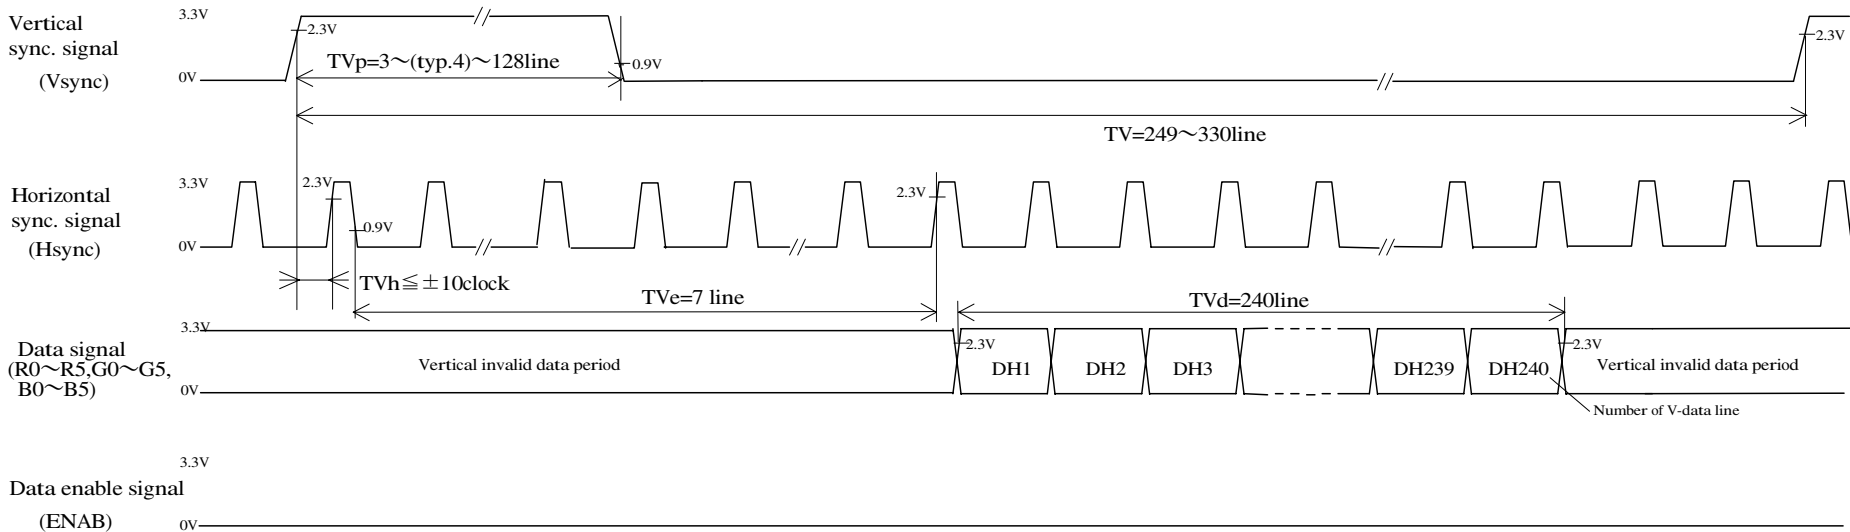 Vertical
sync. signal
(Vsync)
3.3V
2.3V
TVp=3～(typ.4)～128line
0.9V
0V
2.3V
TV=249～330line
Horizontal
sync. signal
(Hsync)
3.3V
2.3V
0.9V
2.3V
0V
TVh≦±10clock
TVe=7 line
TVd=240line
Data signal
(R0～R5,G0～G5,
B0～B5)
3.3V
Vertical invalid data period
2.3V
DH1
DH2
DH3
DH239
DH240
2.3V
Vertical invalid data period
0V
Number of V-data line
3.3V
Data enable signal
(ENAB)
0V